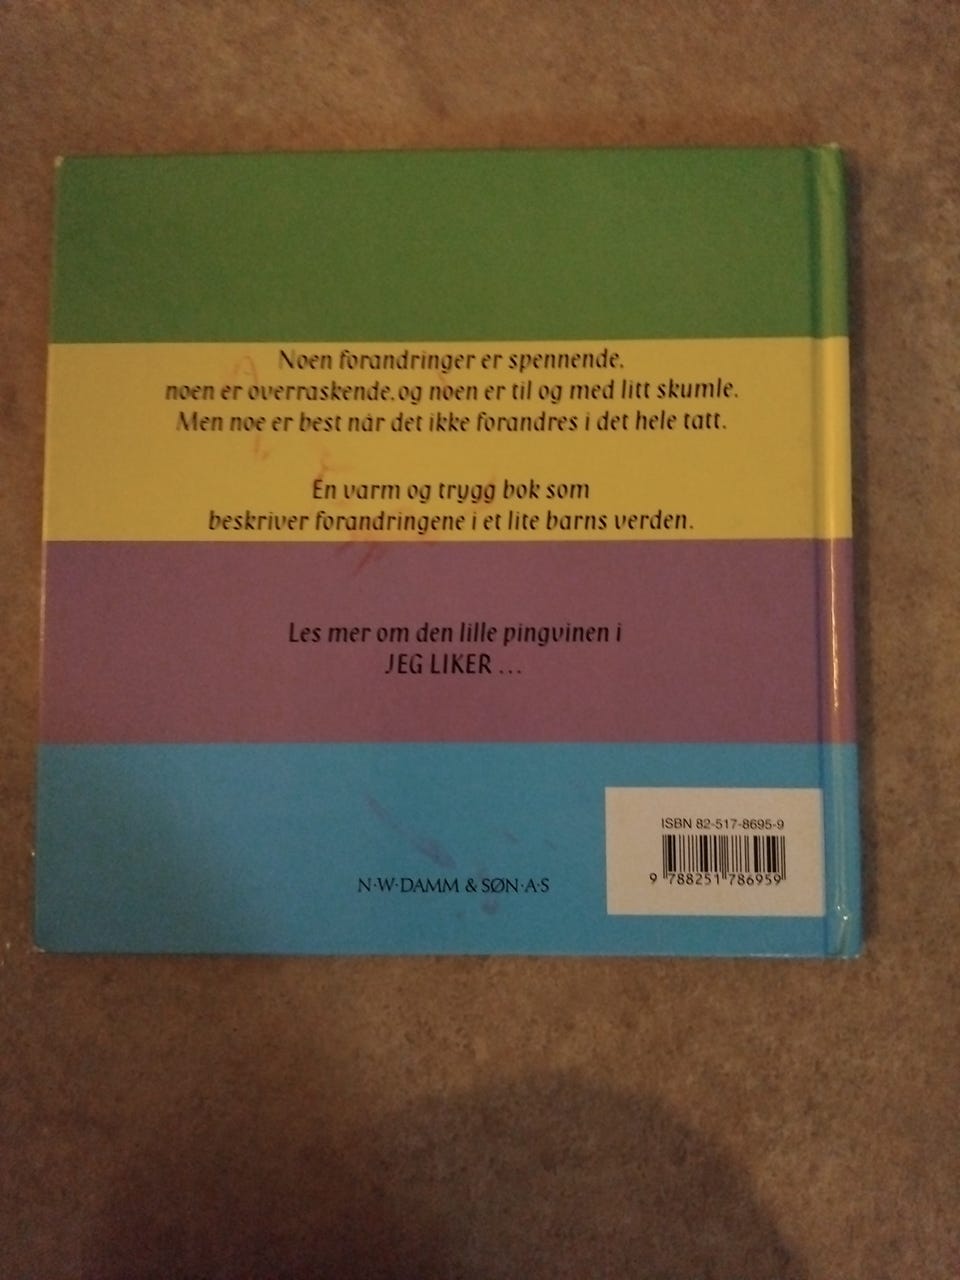 Noen forandringer er spennende,
noen er overraskende, og noen er til og med litt skumle.
Men noe er best når det ikke forandres i det hele tatt.
En varm og trygg bok som
beskriver forandringene i et lite barns verden.
Les mer om den lille pingvinen i
JEG LIKER ...
ISBN 82-517-8695-9
9 788251 786959
N·W·DAMM & SØN·A·S